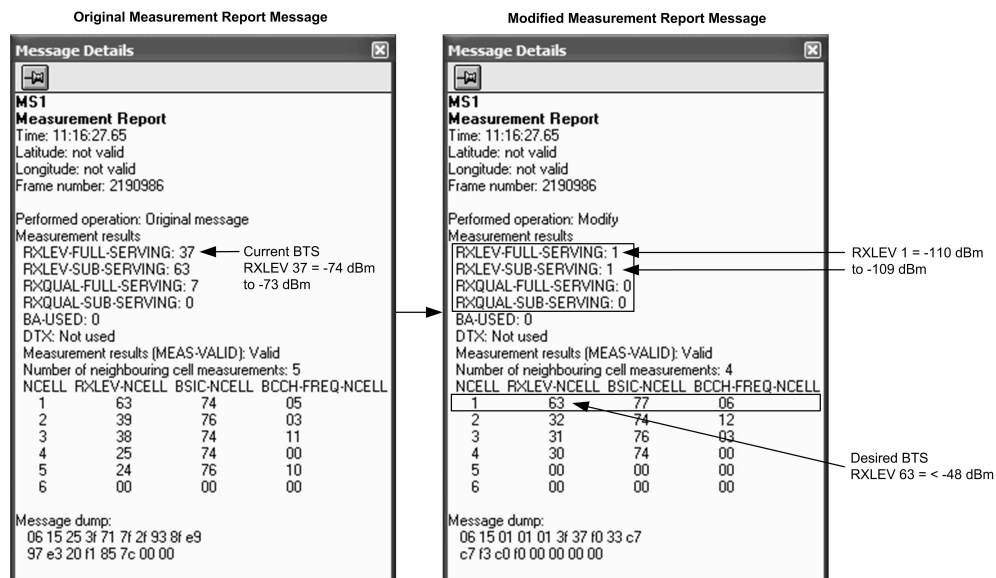 Original Measurement Report Message
Message Details
MS1
Measurement Report
Time: 11:16:27.65
Latitude: not valid
Longitude: not valid
Frame number: 2190986
Performed operation: Original message
Measurement results
RXLEV-FULL-SERVING: 37
RXLEV-SUB-SERVING: 63
RXQUAL-FULL-SERVING: 7
RXQUAL-SUB-SERVING: 0
BA-USED: 0
DTX: Not used
Measurement results (MEAS-VALID): Valid
Number of neighbouring cell measurements: 5
NCELL RXLEV-NCELL BSIC-NCELL BCCH-FREQ-NCELL
1 63 74 05
2 39 76 03
3 38 74 11
4 25 74 00
5 24 76 10
6 00 00 00
Message dump:
06 15 25 3f 71 7f 2f 93 8f e9
97 e3 20 f1 85 7c 00 00
Current BTS
RXLEV 37 = -74 dBm
to -73 dBm
Modified Measurement Report Message
Message Details
MS1
Measurement Report
Time: 11:16:27.65
Latitude: not valid
Longitude: not valid
Frame number: 2190986
Performed operation: Modify
Measurement results
RXLEV-FULL-SERVING: 1
RXLEV-SUB-SERVING: 1
RXQUAL-FULL-SERVING: 0
RXQUAL-SUB-SERVING: 0
BA-USED: 0
DTX: Not used
Measurement results (MEAS-VALID): Valid
Number of neighbouring cell measurements: 4
NCELL RXLEV-NCELL BSIC-NCELL BCCH-FREQ-NCELL
1 63 77 06
2 32 74 12
3 31 76 03
4 30 74 00
5 00 00 00
6 00 00 00
Message dump:
06 15 01 01 01 3f 37 f0 33 c7
c7 f3 c0 f0 00 00 00 00
RXLEV 1 = -110 dBm
to -109 dBm
Desired BTS
RXLEV 63 = < -48 dBm